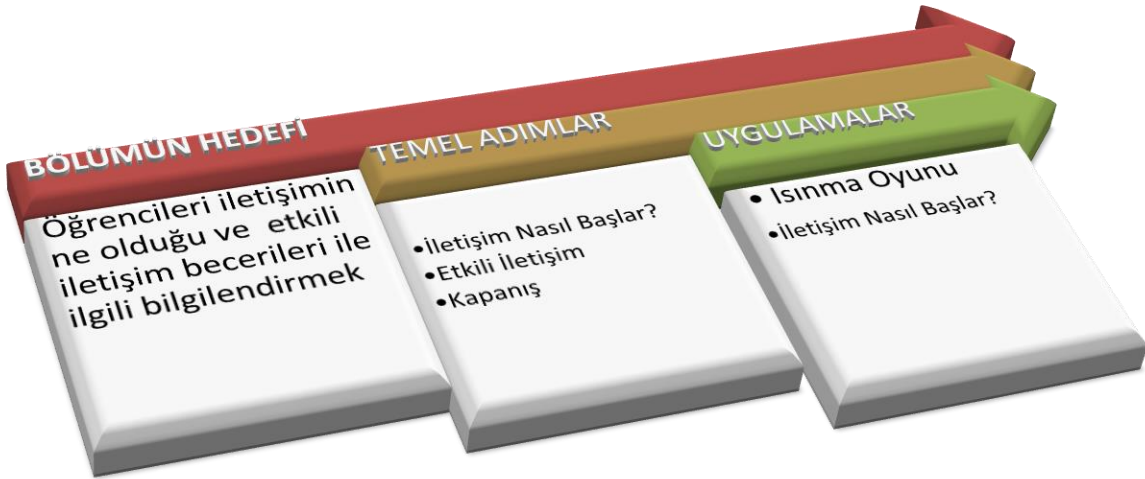 BÖLÜMÜN HEDEFİ
Öğrencileri iletişimin
ne olduğu ve etkili
iletişim becerileri ile
ilgili bilgilendirmek
TEMEL ADIMLAR
•İletişim Nasıl Başlar?
•Etkili İletişim
•Kapanış
UYGULAMALAR
• Isınma Oyunu
•İletişim Nasıl Başlar?